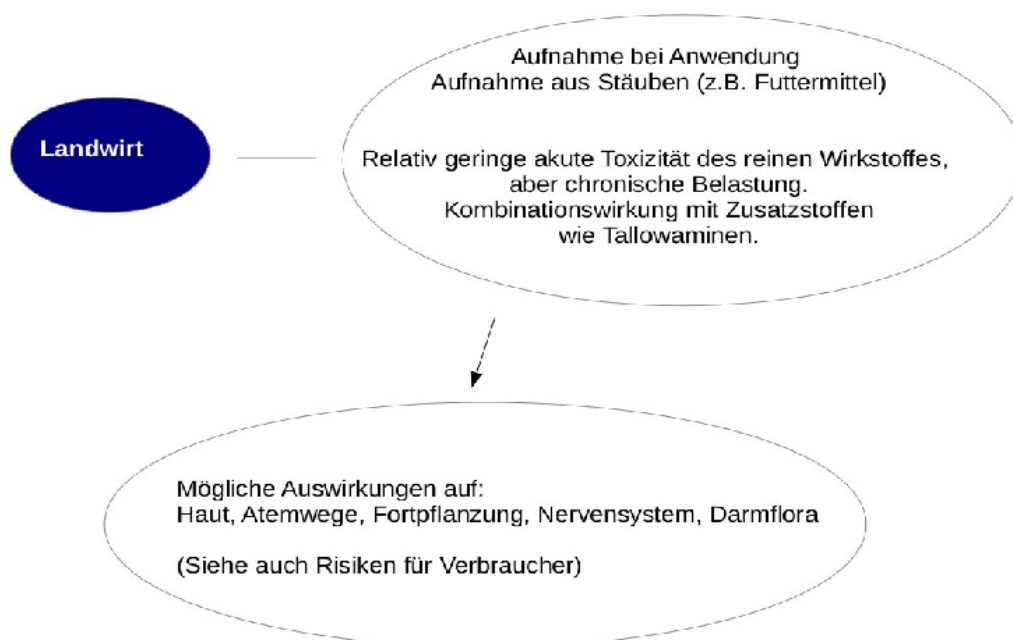 Landwirt
Aufnahme bei Anwendung
Aufnahme aus Stäuben (z.B. Futtermittel)
Relativ geringe akute Toxizität des reinen Wirkstoffes,
aber chronische Belastung.
Kombinationswirkung mit Zusatzstoffen
wie Tallowaminen.
Mögliche Auswirkungen auf:
Haut, Atemwege, Fortpflanzung, Nervensystem, Darmflora
(Siehe auch Risiken für Verbraucher)